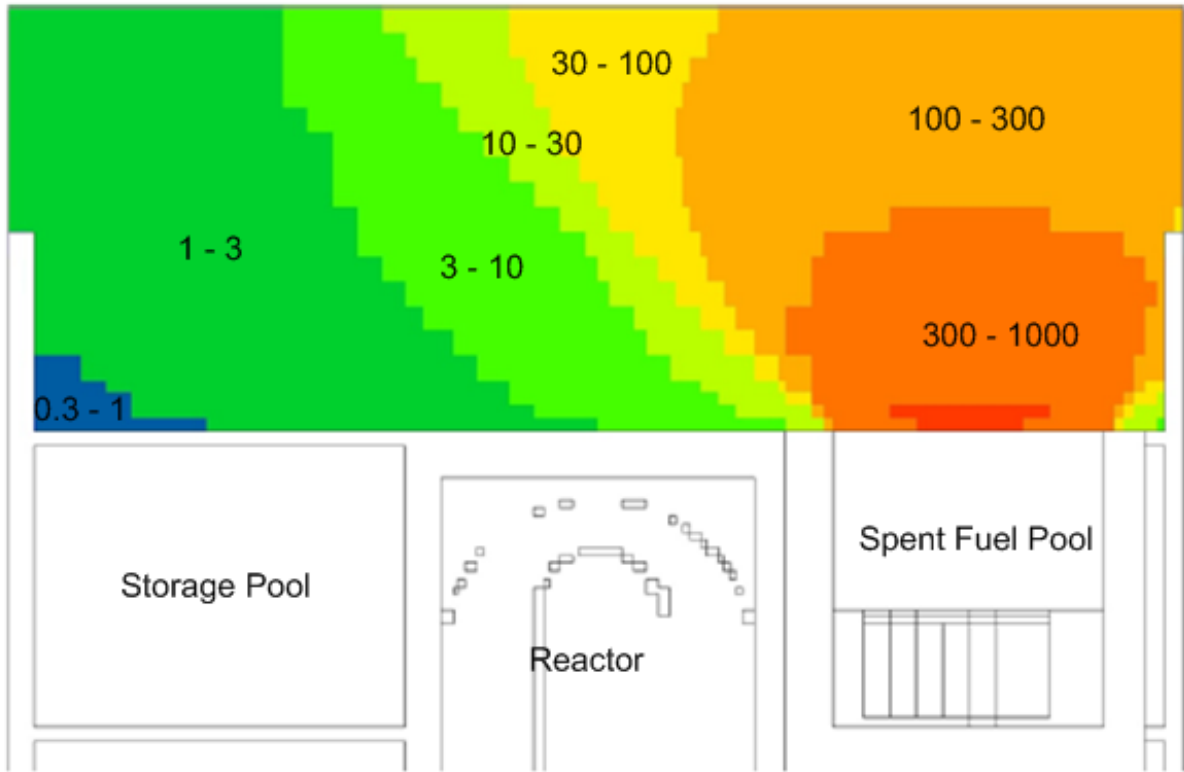 30 - 100
100 - 300
10 - 30
1 - 3
3 - 10
300 - 1000
0.3 - 1
Spent Fuel Pool
Storage Pool
Reactor